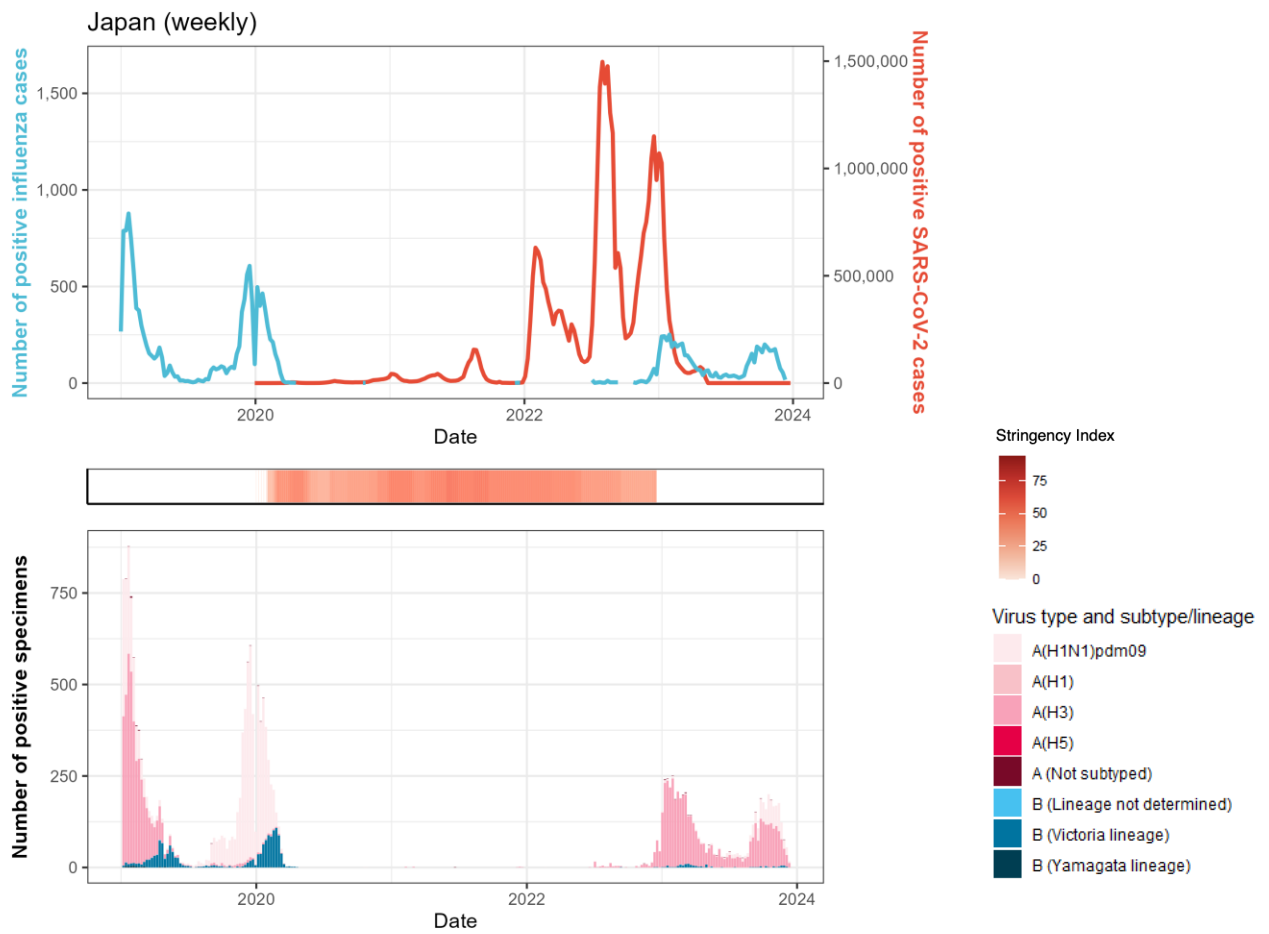 Japan (weekly)
Number of positive influenza cases
1,500
1,000
500
0
1,500,000
1,000,000
500,000
0
Number of positive SARS-CoV-2 cases
2020
2022
2024
Date
Stringency Index
75
50
25
0
Number of positive specimens
750
500
250
0
2020
2022
2024
Date
Virus type and subtype/lineage
A(H1N1)pdm09
A(H1)
A(H3)
A(H5)
A (Not subtyped)
B (Lineage not determined)
B (Victoria lineage)
B (Yamagata lineage)